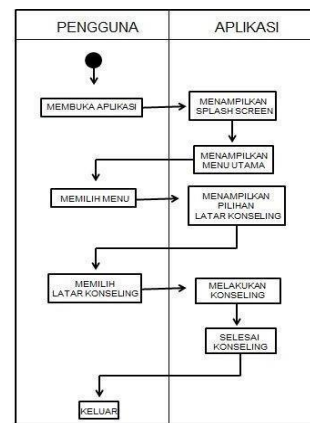 PENGGUNA
APLIKASI
MEMBUKA APLIKASI
MENAMPILKAN
SPLASH SCREEN
MENAMPILKAN
MENU UTAMA
MEMILIH MENU
MENAMPILKAN
PILIHAN
LATAR KONSELING
MEMILIH
LATAR KONSELING
MELAKUKAN
KONSELING
SELESAI
KONSELING
KELUAR